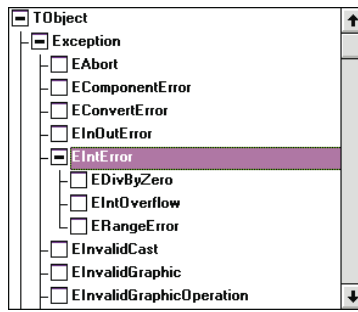 TObject
Exception
EAbort
EComponentError
EConvertError
EInOutError
EIntError
EDivByZero
EIntOverflow
ERangeError
EInvalidCast
EInvalidGraphic
EInvalidGraphicOperation